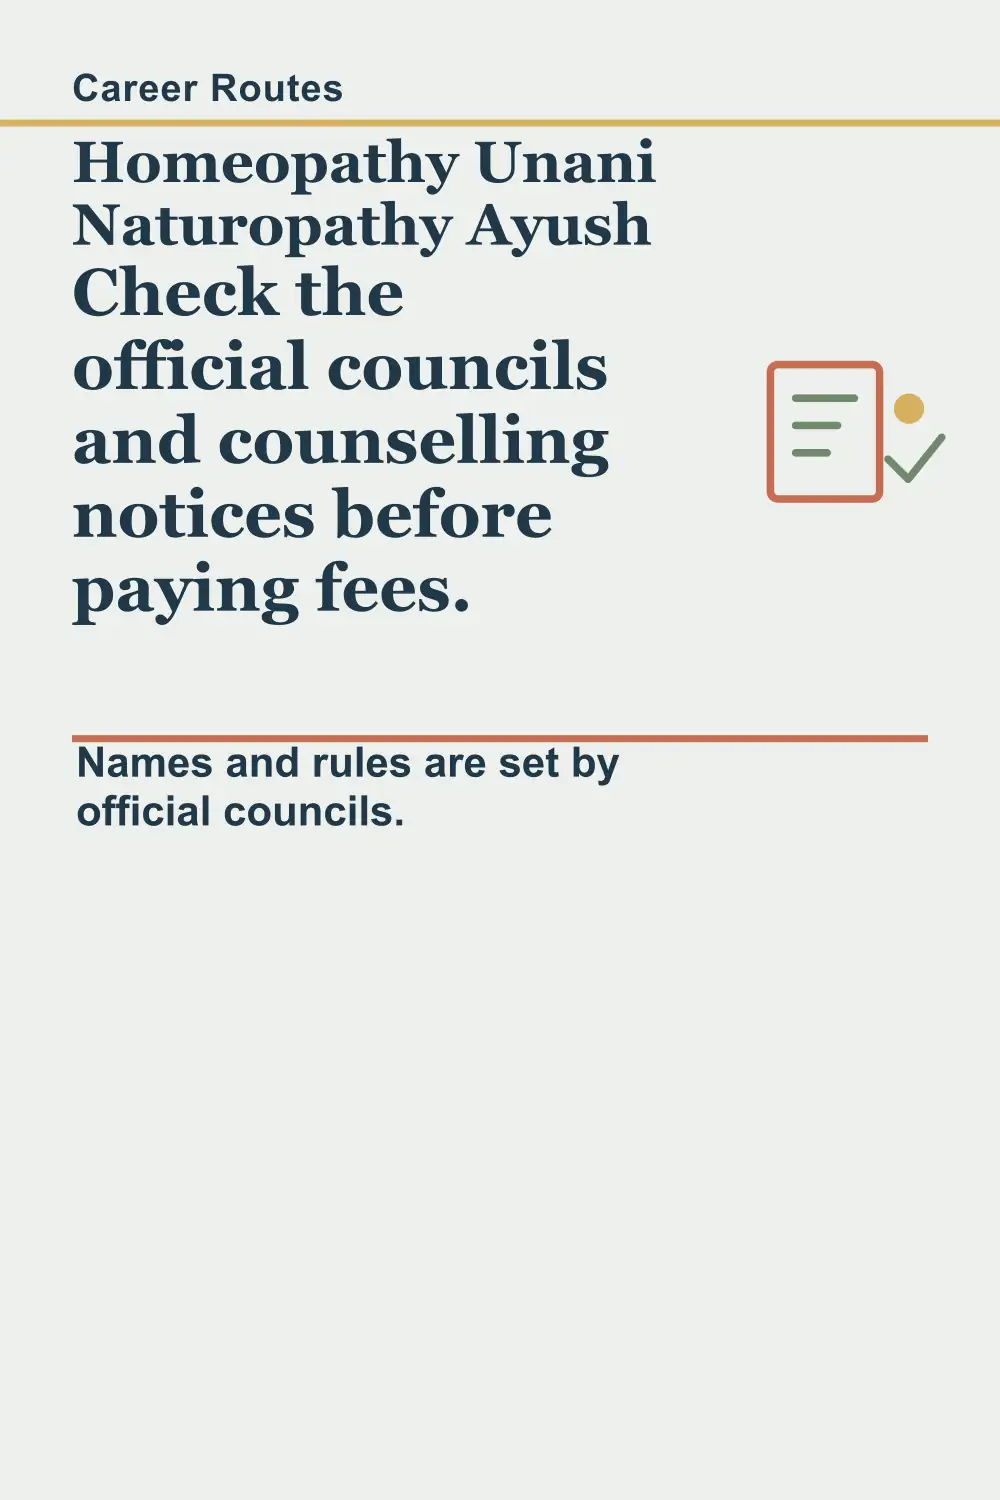 Career Routes
Homeopathy Unani
Naturopathy Ayush
Check the
official councils
and counselling
notices before
paying fees.
Names and rules are set by
official councils.